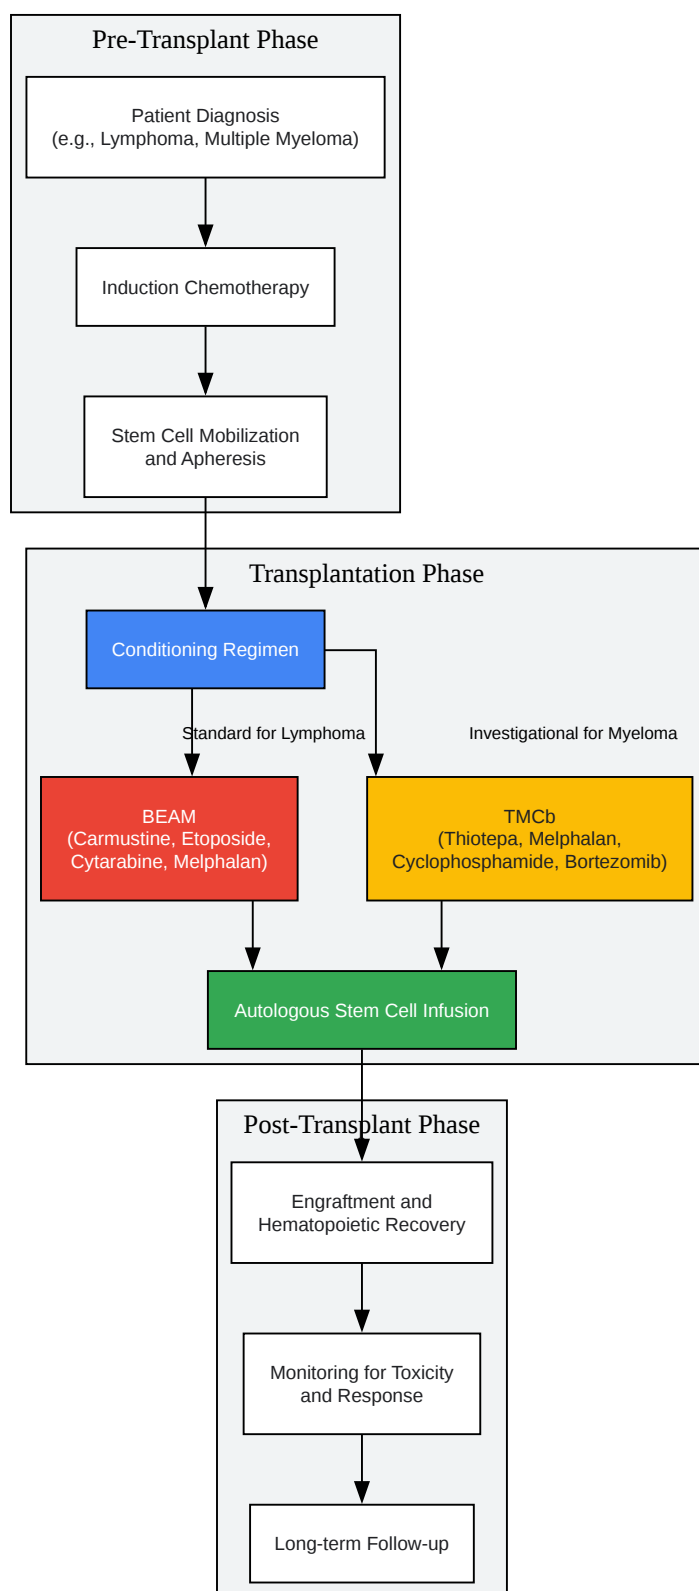 Pre-Transplant Phase
Patient Diagnosis
(e.g., Lymphoma, Multiple Myeloma)
Induction Chemotherapy
Stem Cell Mobilization
and Apheresis
Transplantation Phase
Conditioning Regimen
Standard for Lymphoma
Investigational for Myeloma
BEAM
(Carmustine, Etoposide,
Cytarabine, Melphalan)
TMCb
(Thiotepa, Melphalan,
Cyclophosphamide, Bortezomib)
Autologous Stem Cell Infusion
Post-Transplant Phase
Engraftment and
Hematopoietic Recovery
Monitoring for Toxicity
and Response
Long-term Follow-up